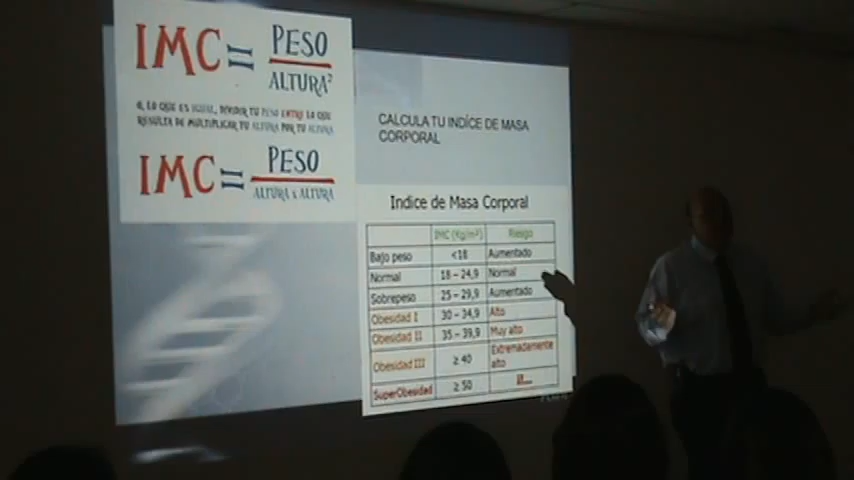 IMC = PESO
ALTURA²
O, LO QUE ES IGUAL, DIVIDIR TU PESO ENTRE LO QUE
RESULTA DE MULTIPLICAR TU ALTURA POR TU ALTURA
IMC = PESO
ALTURA x ALTURA
CALCULA TU INDÍCE DE MASA
CORPORAL
Indice de Masa Corporal
IMC (Kg/m²) Riesgo
Bajo peso <18 Aumentado
Normal 18 – 24,9 Normal
Sobrepeso 25 – 29,9 Aumentado
Obesidad I 30 – 34,9 Alto
Obesidad II 35 – 39,9 Muy alto
Obesidad III ≥ 40 Extremadamente
alto
SuperObesidad ≥ 50